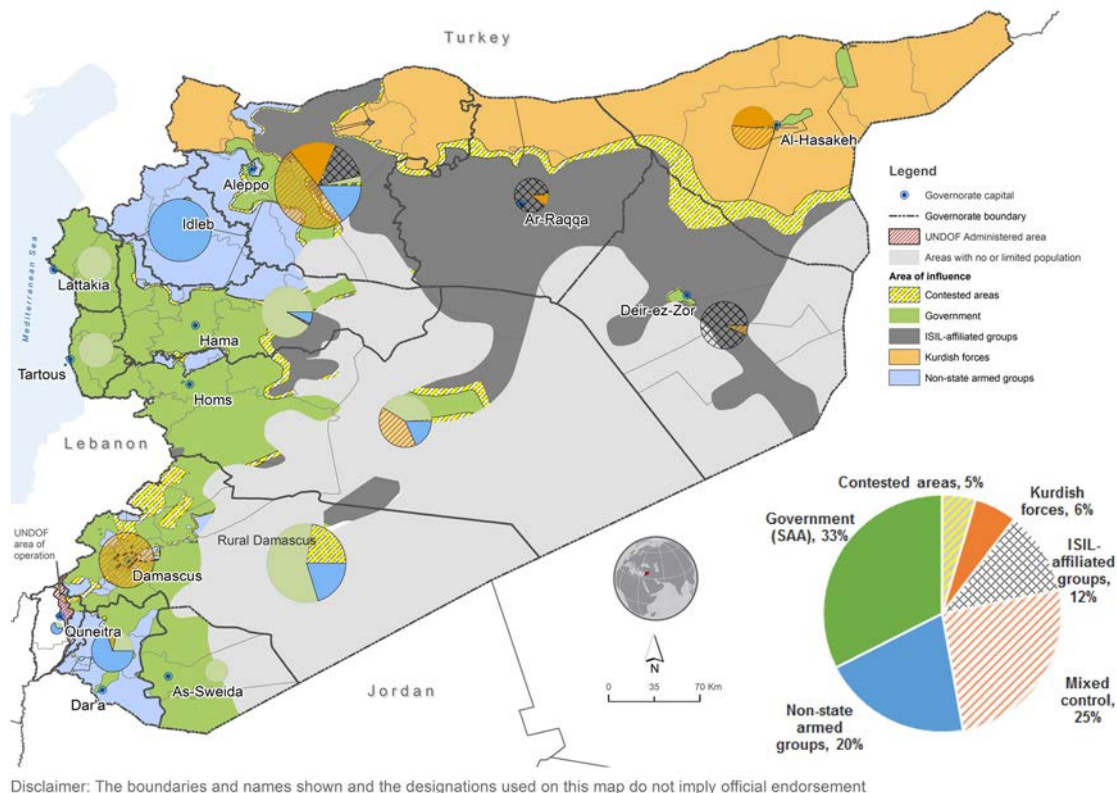 Turkey
Al-Hasakeh
Aleppo
Idleb
Ar-Raqqa
Mediterranean Sea
Lattakia
Deir-ez-Zor
Hama
Tartous
Homs
Lebanon
UNDOF
area of
operation
Rural Damascus
Damascus
Quneitra
Dar'a
As-Sweida
Jordan
N
0 35 70 Km
Legend
Governorate capital
Governorate boundary
UNDOF Administered area
Areas with no or limited population
Area of influence
Contested areas
Government
ISIL-affiliated groups
Kurdish forces
Non-state armed groups
Contested areas, 5%
Kurdish
forces, 6%
Government
(SAA), 33%
ISIL-
affiliated
groups,
12%
Mixed
control,
25%
Non-state
armed
groups, 20%
Disclaimer: The boundaries and names shown and the designations used on this map do not imply official endorsement